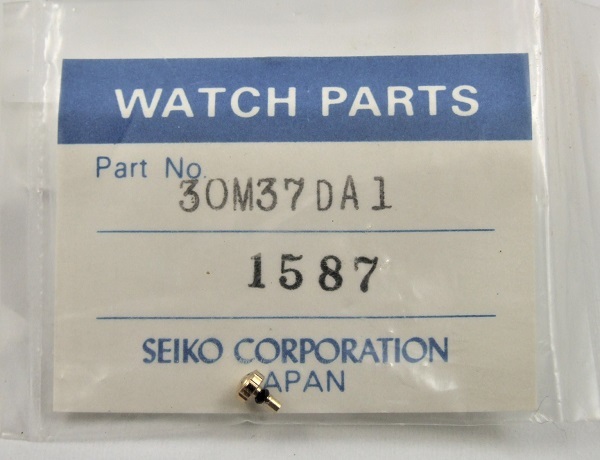 WATCH PARTS
Part No. 30M37DA1
1587
SEIKO CORPORATION
JAPAN